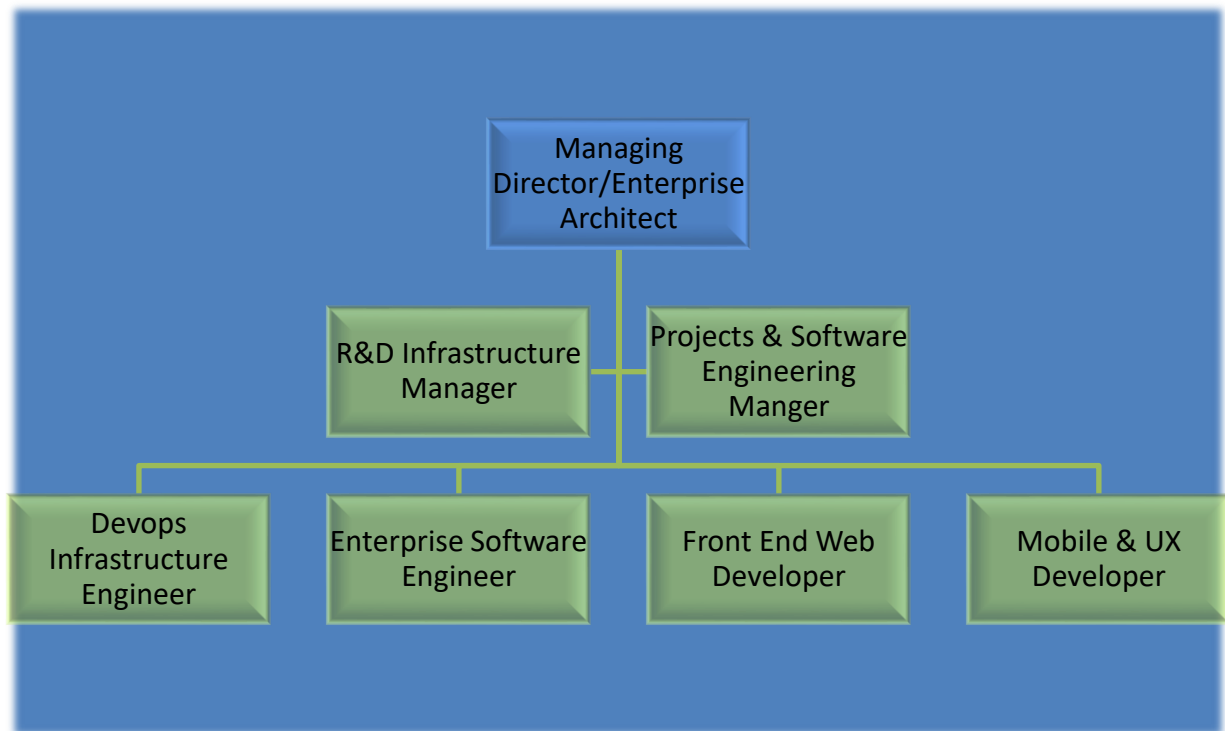 Managing
Director/Enterprise
Architect
R&D Infrastructure
Manager
Projects & Software
Engineering
Manger
Devops
Infrastructure
Engineer
Enterprise Software
Engineer
Front End Web
Developer
Mobile & UX
Developer